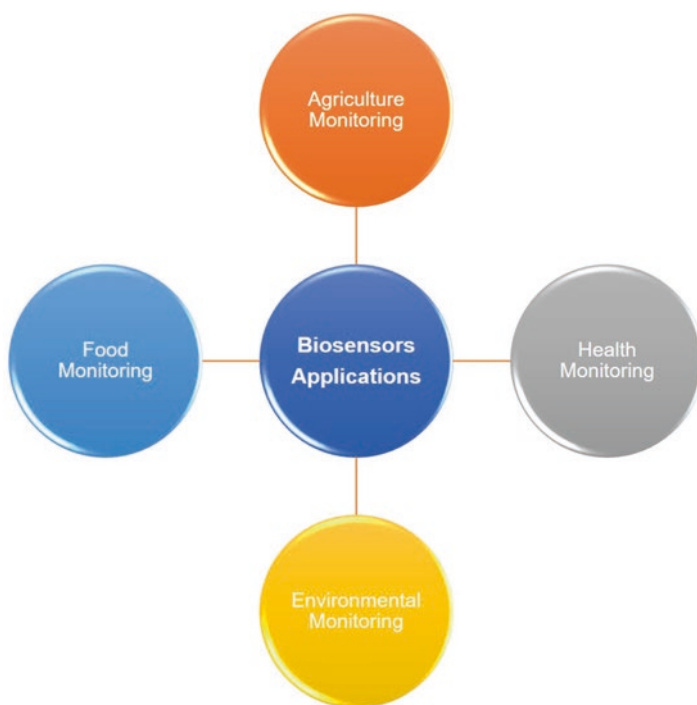 Agriculture
Monitoring
Food
Monitoring
Biosensors
Applications
Health
Monitoring
Environmental
Monitoring